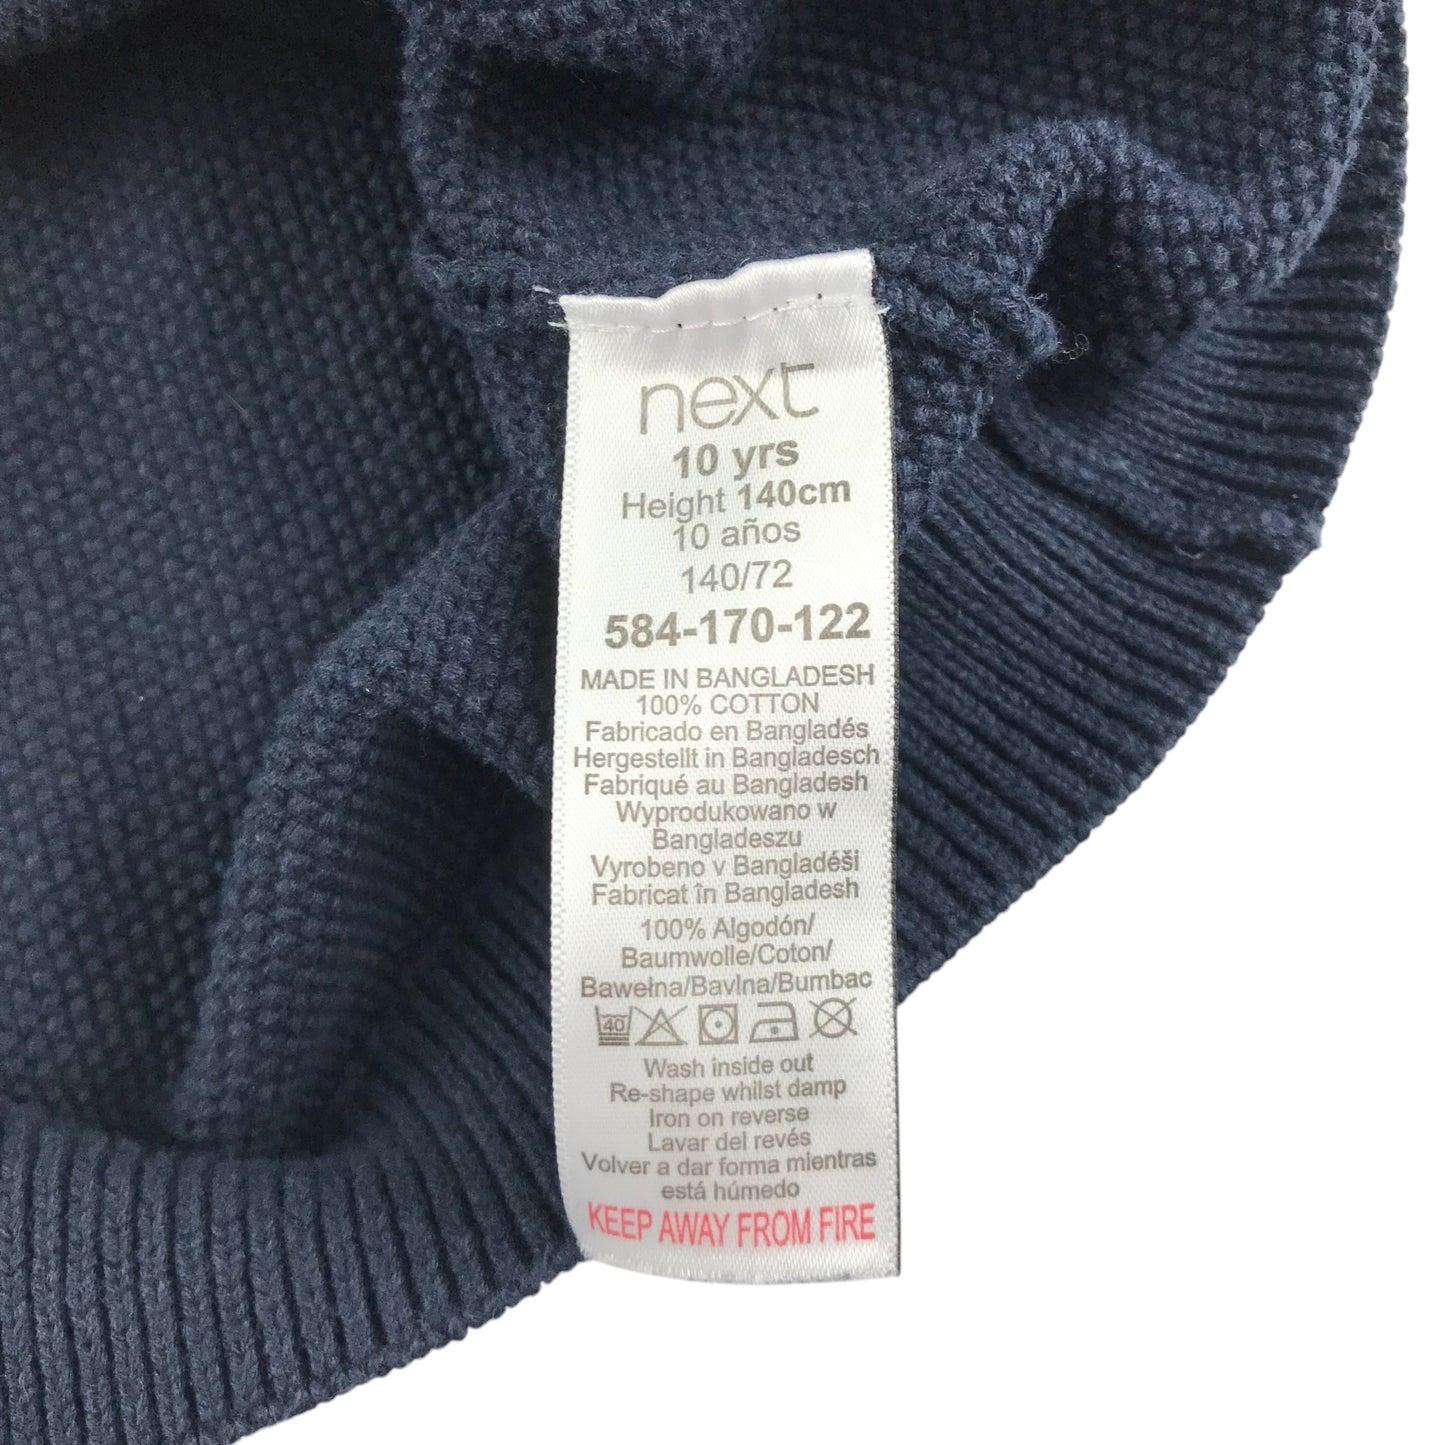 next
10 yrs
Height 140cm
10 años
140/72
584-170-122
MADE IN BANGLADESH
100% COTTON
Fabricado en Bangladés
Hergestellt in Bangladesch
Fabriqué au Bangladesh
Wyprodukowano w
Bangladeszu
Vyrobeno v Bangladéši
Fabricat în Bangladesh
100% Algodón/
Baumwolle/Coton/
Bawełna/Bavlna/Bumbac
40
Wash inside out
Re-shape whilst damp
Iron on reverse
Lavar del revés
Volver a dar forma mientras
está húmedo
KEEP AWAY FROM FIRE